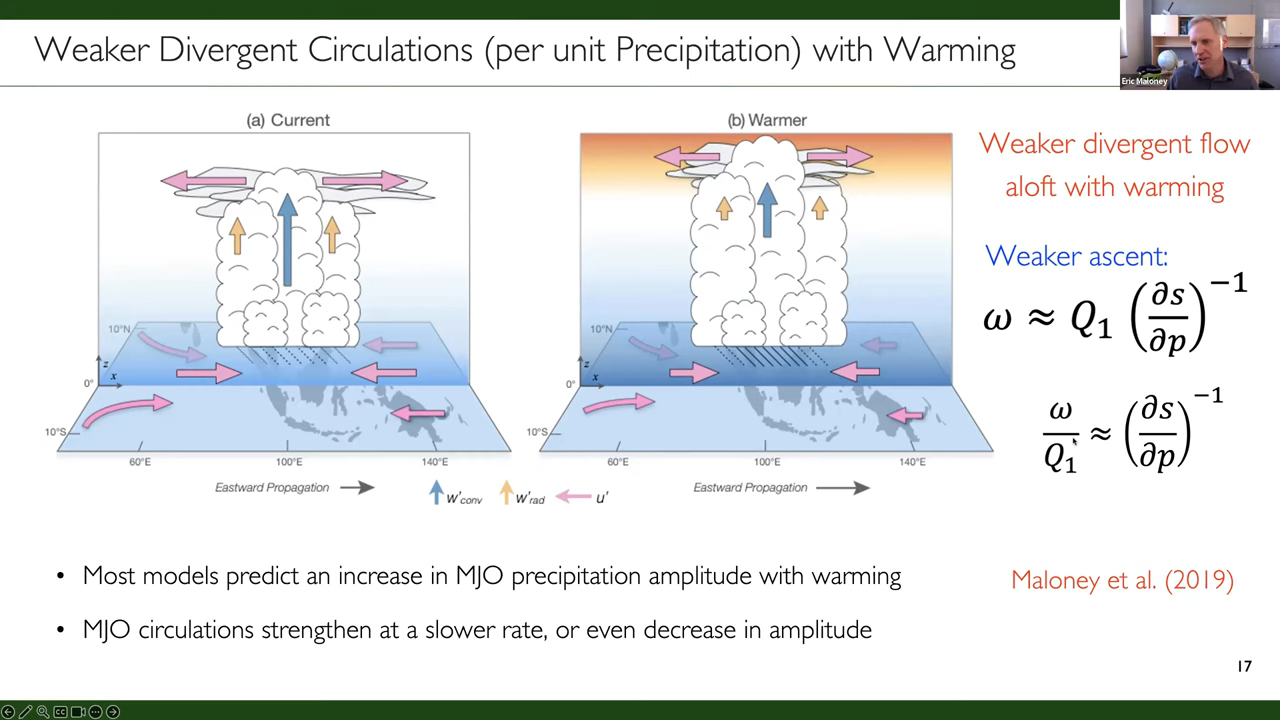 Weaker Divergent Circulations (per unit Precipitation) with Warming
Eric Maloney
(a) Current
(b) Warmer
Weaker divergent flow
aloft with warming
Weaker ascent:
ω ≈ Q₁ (∂s/∂p)⁻¹
ω/Q₁ ≈ (∂s/∂p)⁻¹
10°N
z
x
0°
10°S
60°E 100°E 140°E
10°N
z
x
0°
10°S
60°E 100°E 140°E
Eastward Propagation
w'conv w'rad u'
Eastward Propagation
• Most models predict an increase in MJO precipitation amplitude with warming
Maloney et al. (2019)
• MJO circulations strengthen at a slower rate, or even decrease in amplitude
17
CC